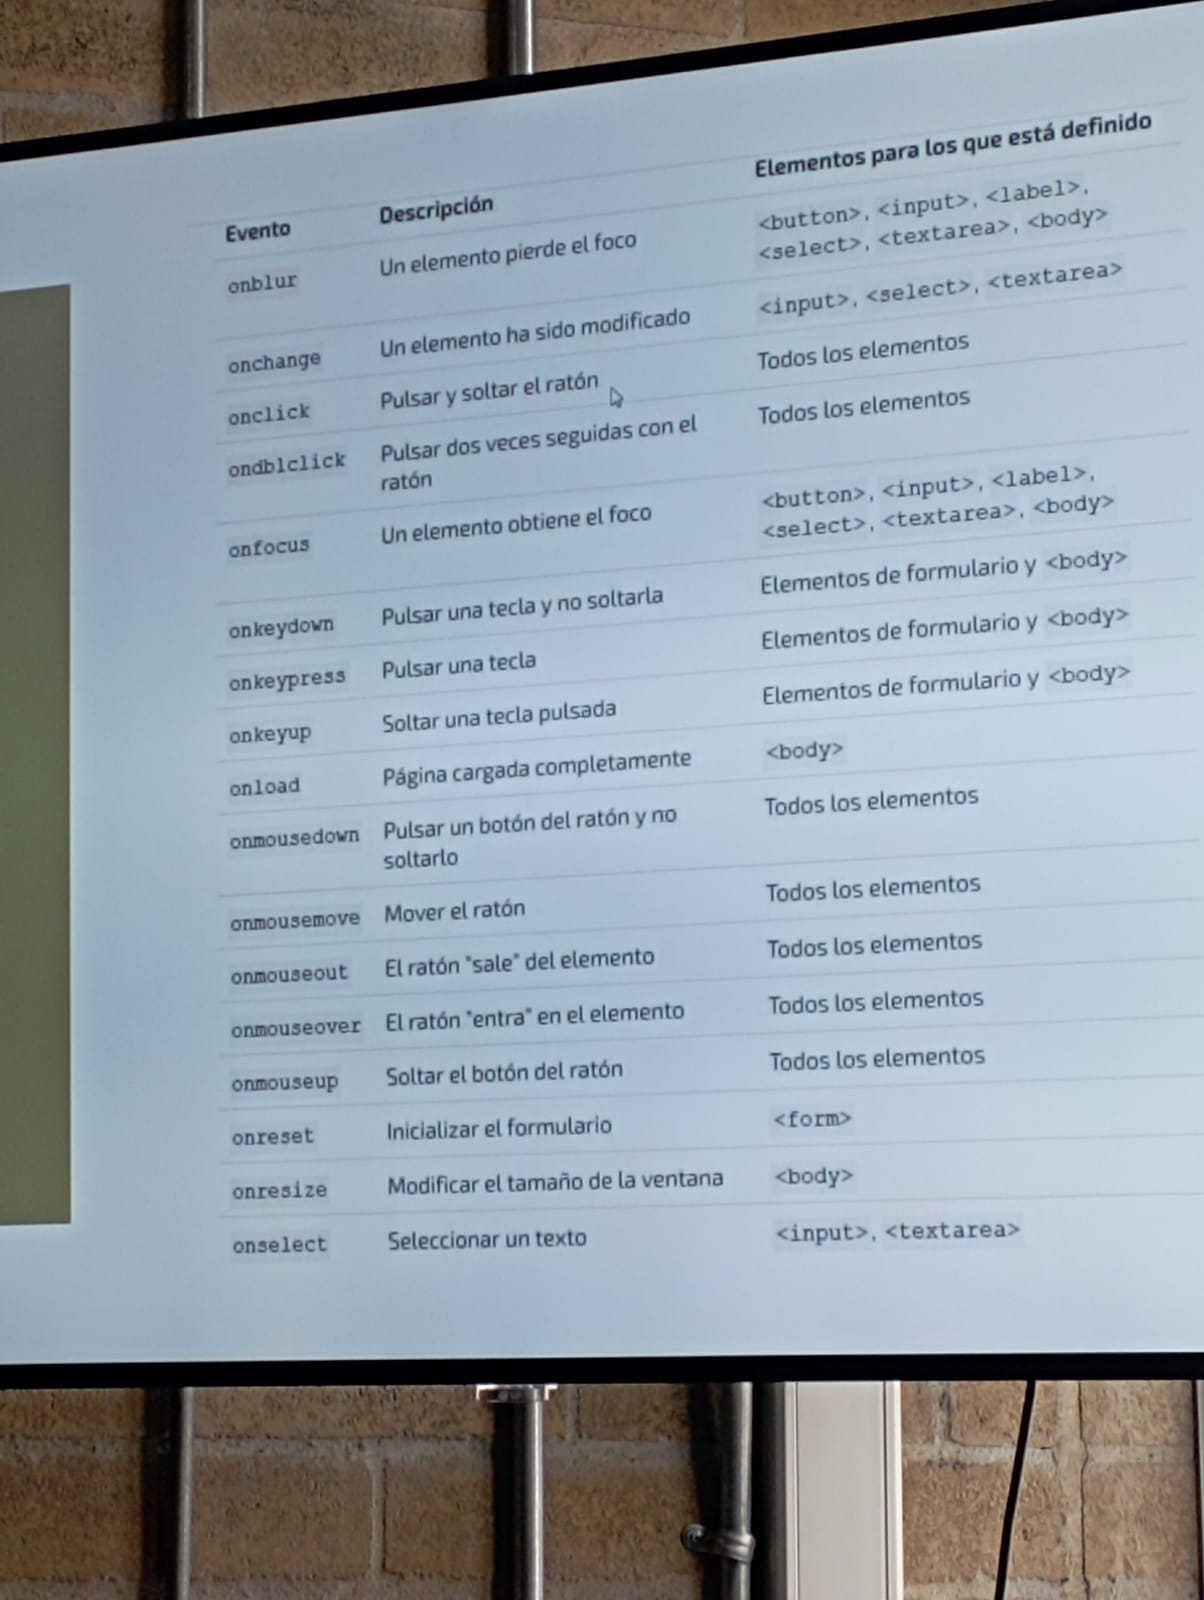 Evento Descripción Elementos para los que está definido
onblur Un elemento pierde el foco <button>, <input>, <label>,
<select>, <textarea>, <body>
onchange Un elemento ha sido modificado <input>, <select>, <textarea>
onclick Pulsar y soltar el ratón Todos los elementos
ondblclick Pulsar dos veces seguidas con el Todos los elementos
ratón
onfocus Un elemento obtiene el foco <button>, <input>, <label>,
<select>, <textarea>, <body>
onkeydown Pulsar una tecla y no soltarla Elementos de formulario y <body>
onkeypress Pulsar una tecla Elementos de formulario y <body>
onkeyup Soltar una tecla pulsada Elementos de formulario y <body>
onload Página cargada completamente <body>
onmousedown Pulsar un botón del ratón y no Todos los elementos
soltarlo
onmousemove Mover el ratón Todos los elementos
onmouseout El ratón "sale" del elemento Todos los elementos
onmouseover El ratón "entra" en el elemento Todos los elementos
onmouseup Soltar el botón del ratón Todos los elementos
onreset Inicializar el formulario <form>
onresize Modificar el tamaño de la ventana <body>
onselect Seleccionar un texto <input>, <textarea>